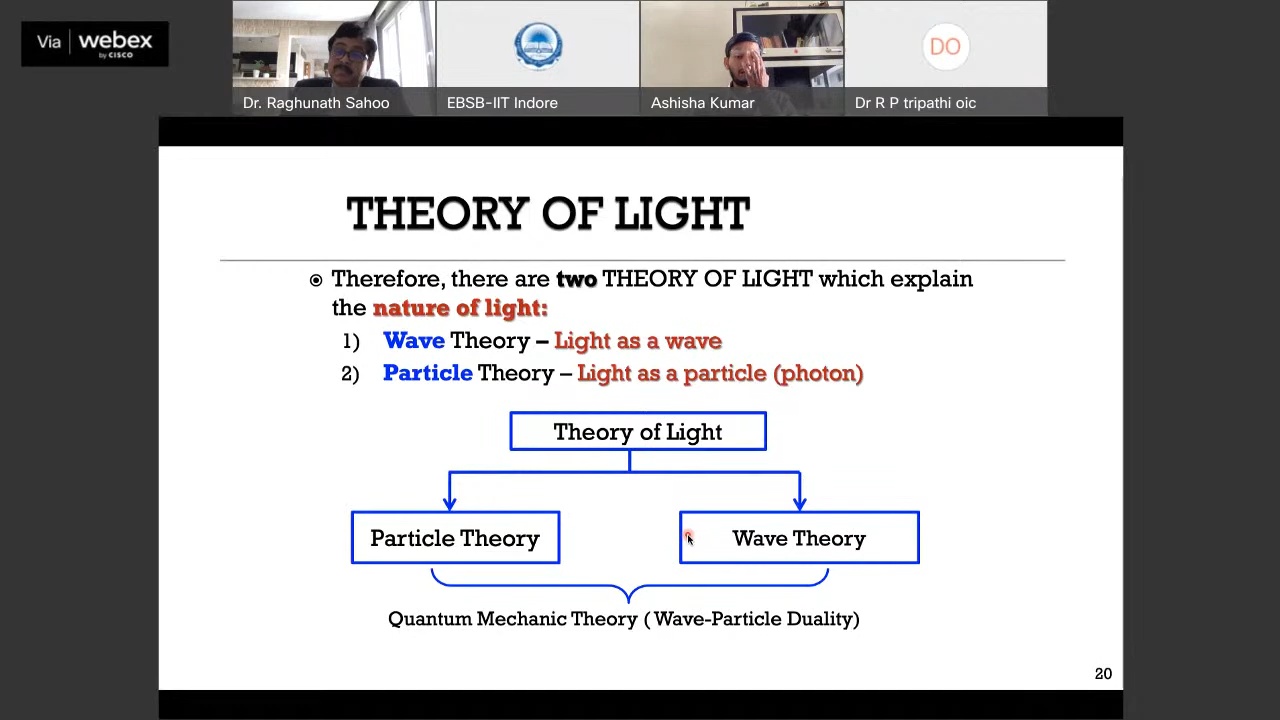 Via webex
by CISCO
Dr. Raghunath Sahoo
EBSB-IIT Indore
Ashisha Kumar
DO
Dr R P tripathi oic
THEORY OF LIGHT
Therefore, there are two THEORY OF LIGHT which explain
the nature of light:
1) Wave Theory – Light as a wave
2) Particle Theory – Light as a particle (photon)
Theory of Light
Particle Theory
Wave Theory
Quantum Mechanic Theory ( Wave-Particle Duality)
20